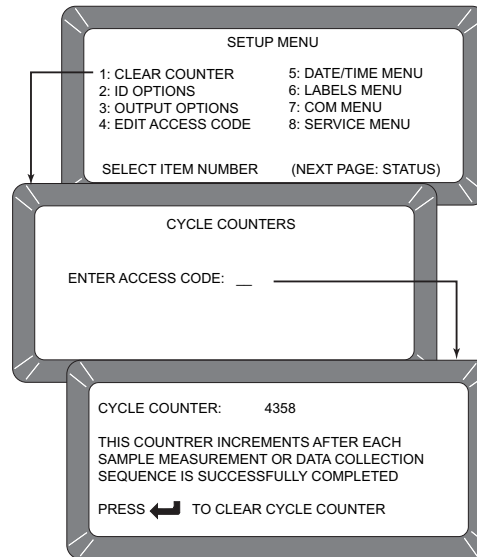 SETUP MENU
1: CLEAR COUNTER 5: DATE/TIME MENU
2: ID OPTIONS 6: LABELS MENU
3: OUTPUT OPTIONS 7: COM MENU
4: EDIT ACCESS CODE 8: SERVICE MENU
SELECT ITEM NUMBER (NEXT PAGE: STATUS)
CYCLE COUNTERS
ENTER ACCESS CODE: __
CYCLE COUNTER: 4358
THIS COUNTRER INCREMENTS AFTER EACH
SAMPLE MEASUREMENT OR DATA COLLECTION
SEQUENCE IS SUCCESSFULLY COMPLETED
PRESS TO CLEAR CYCLE COUNTER